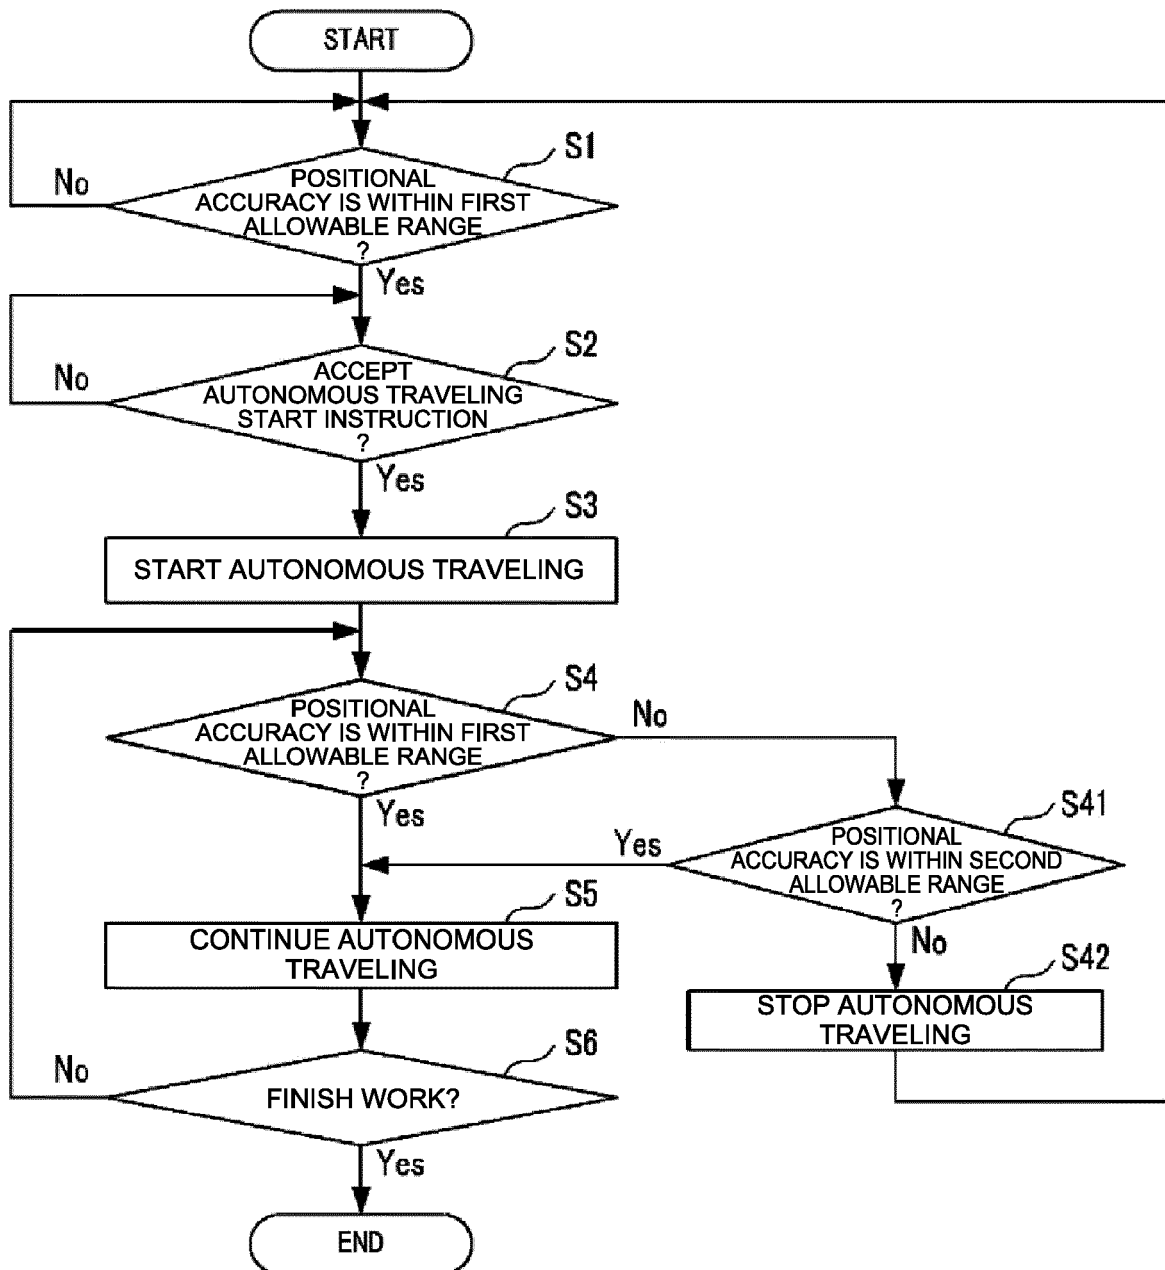 START
S1
No
POSITIONAL
ACCURACY IS WITHIN FIRST
ALLOWABLE RANGE
?
Yes
S2
No
ACCEPT
AUTONOMOUS TRAVELING
START INSTRUCTION
?
Yes
S3
START AUTONOMOUS TRAVELING
S4
POSITIONAL
ACCURACY IS WITHIN FIRST
ALLOWABLE RANGE
?
No
Yes
S41
Yes
POSITIONAL
ACCURACY IS WITHIN SECOND
ALLOWABLE RANGE
?
No
S5
CONTINUE AUTONOMOUS
TRAVELING
S42
STOP AUTONOMOUS
TRAVELING
S6
No
FINISH WORK?
Yes
END